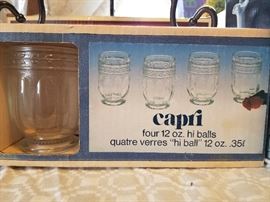 capri
four 12 oz. hi balls
quatre verres "hi ball" 12 oz. .35ℓ